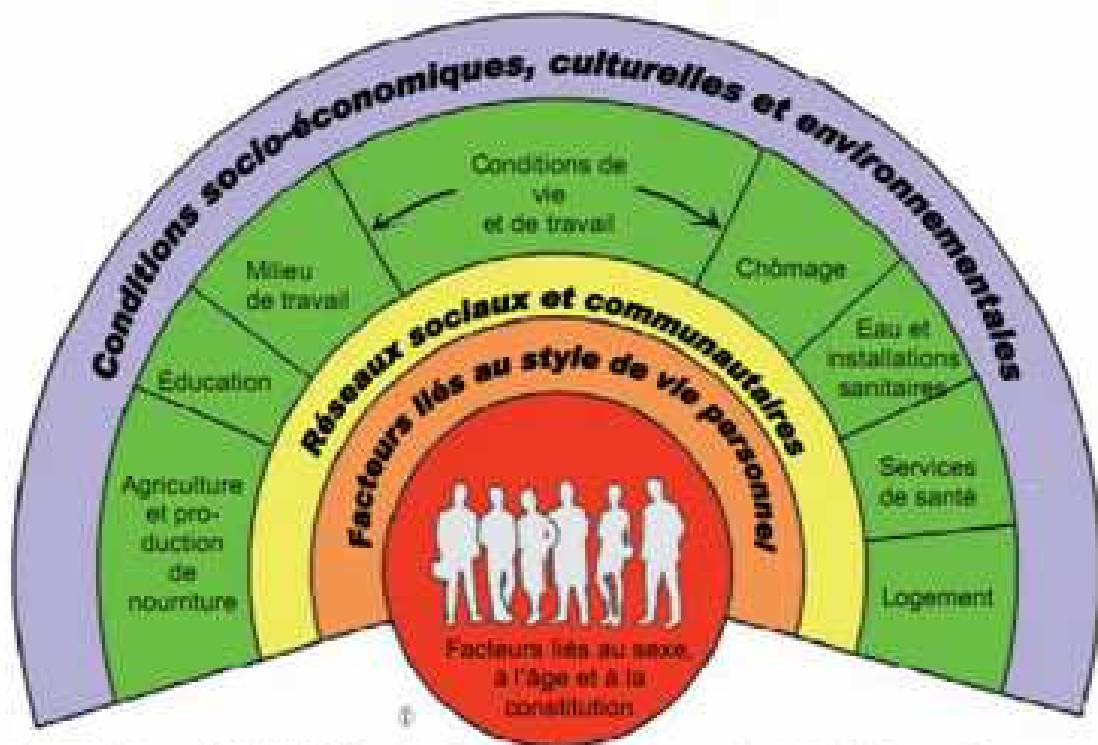 Conditions socio-économiques, culturelles et environnementales
Conditions de
vie
et de travail
Milieu
de travail
Éducation
Agriculture
et pro-
duction
de
nourriture
Chômage
Eau et
installations
sanitaires
Services
de santé
Logement
Réseaux sociaux et communautaires
Facteurs liés au style de vie personnel
Facteurs liés au sexe,
à l'âge et à la
constitution